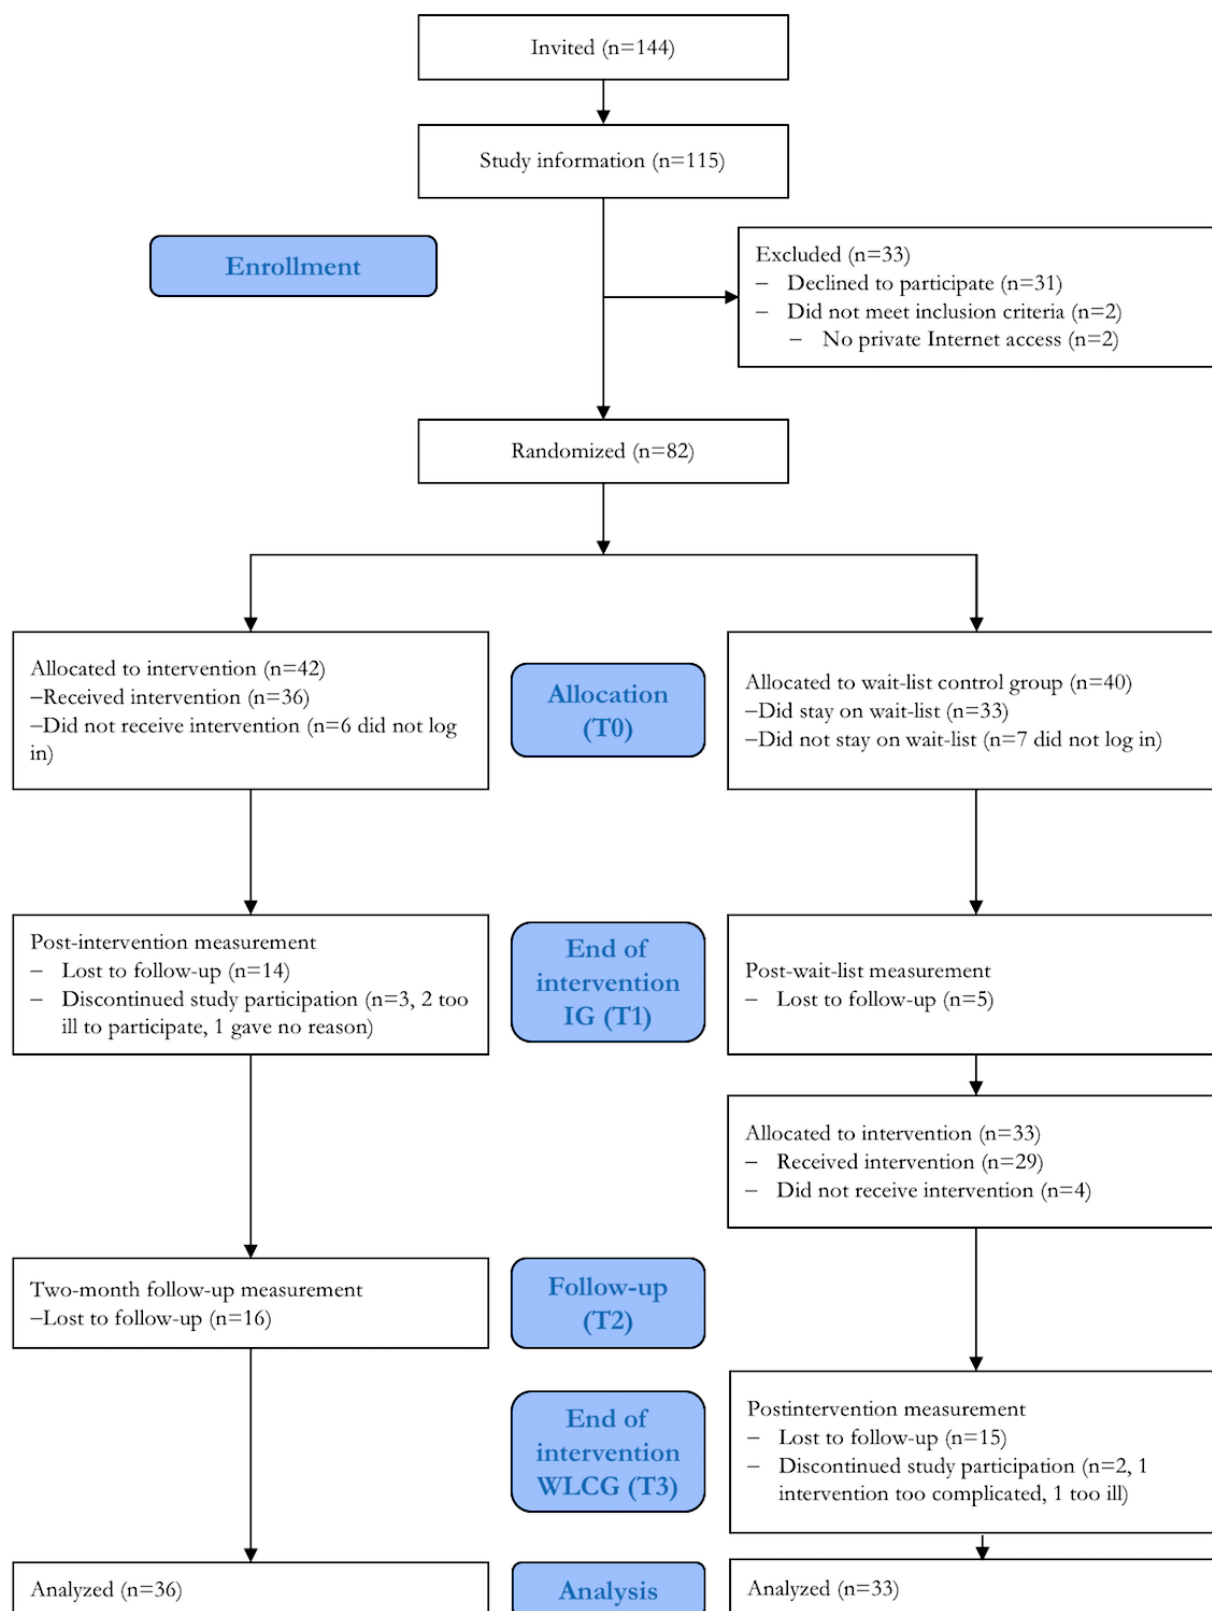 Invited (n=144)
Study information (n=115)
Enrollment
Excluded (n=33)
– Declined to participate (n=31)
– Did not meet inclusion criteria (n=2)
– No private Internet access (n=2)
Randomized (n=82)
Allocated to intervention (n=42)
–Received intervention (n=36)
–Did not receive intervention (n=6 did not log
in)
Allocation
(T0)
Allocated to wait-list control group (n=40)
–Did stay on wait-list (n=33)
–Did not stay on wait-list (n=7 did not log in)
Post-intervention measurement
– Lost to follow-up (n=14)
– Discontinued study participation (n=3, 2 too
ill to participate, 1 gave no reason)
End of
intervention
IG (T1)
Post-wait-list measurement
– Lost to follow-up (n=5)
Allocated to intervention (n=33)
– Received intervention (n=29)
– Did not receive intervention (n=4)
Two-month follow-up measurement
–Lost to follow-up (n=16)
Follow-up
(T2)
End of
intervention
WLCG (T3)
Postintervention measurement
– Lost to follow-up (n=15)
– Discontinued study participation (n=2, 1
intervention too complicated, 1 too ill)
Analyzed (n=36)
Analysis
Analyzed (n=33)